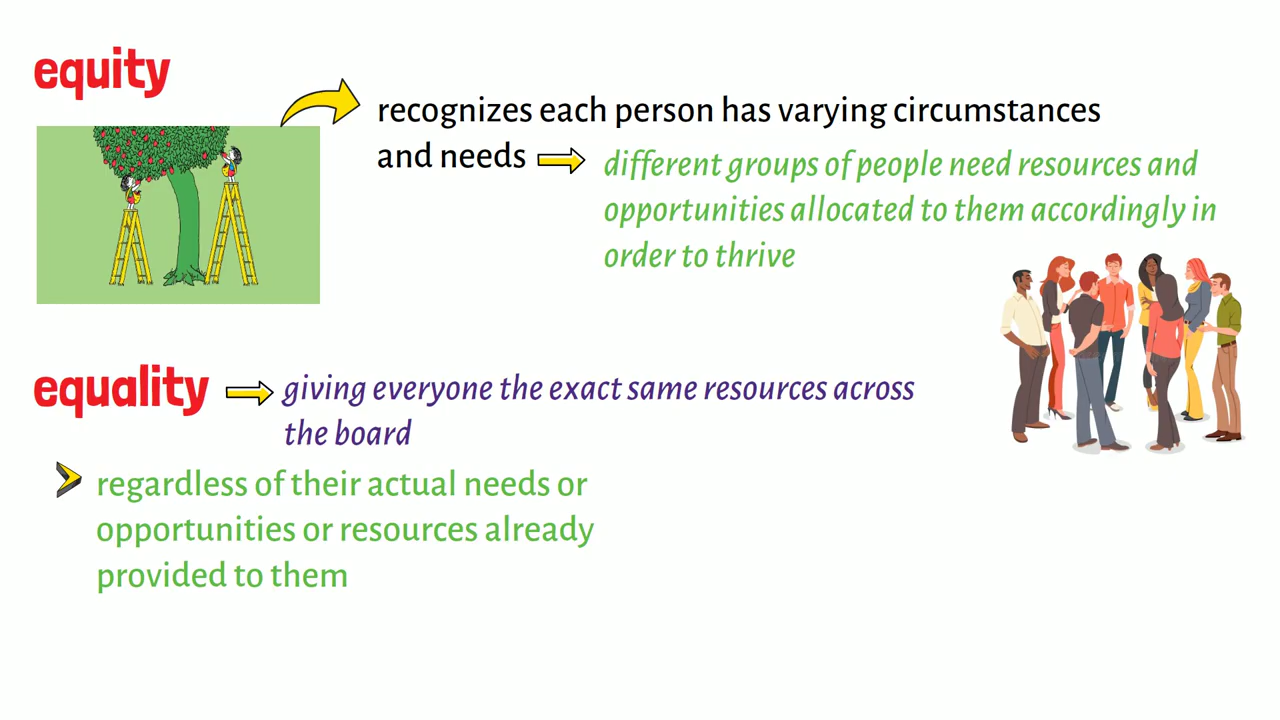 equity
recognizes each person has varying circumstances
and needs
different groups of people need resources and
opportunities allocated to them accordingly in
order to thrive
equality
giving everyone the exact same resources across
the board
regardless of their actual needs or
opportunities or resources already
provided to them